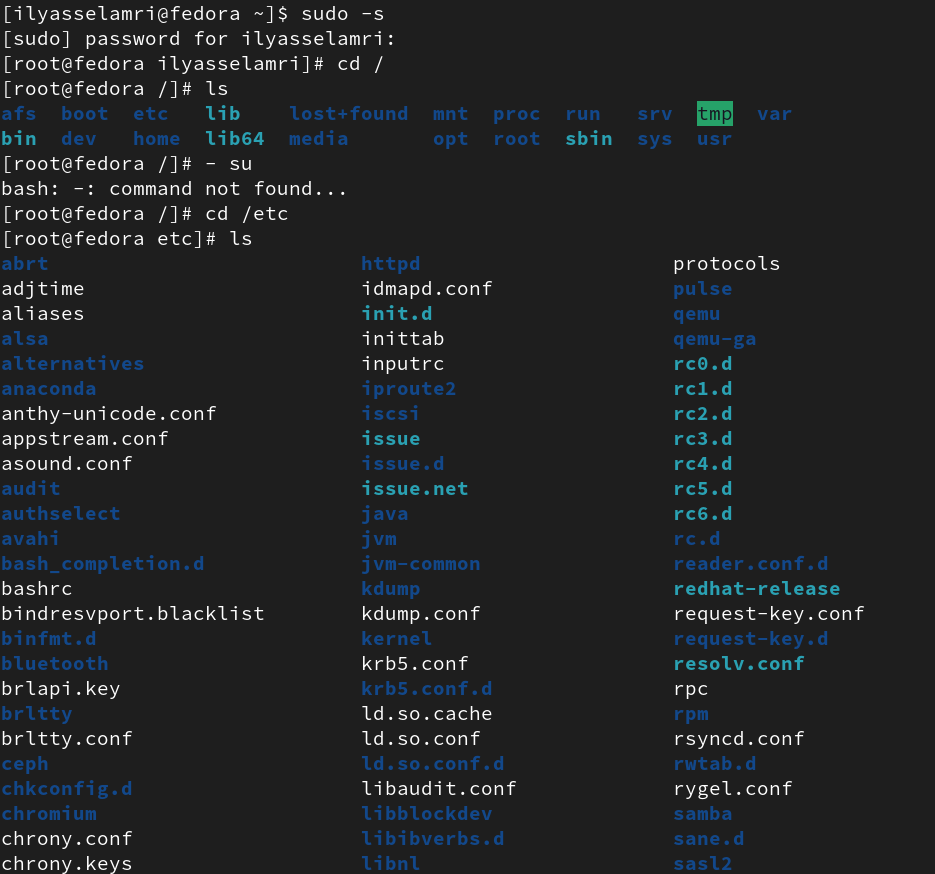 [ilyasselamri@fedora ~]$ sudo -s
[sudo] password for ilyasselamri:
[root@fedora ilyasselamri]# cd /
[root@fedora /]# ls
afs  boot  etc   lib    lost+found  mnt  proc  run   srv  tmp  var
bin  dev   home  lib64  media       opt  root  sbin  sys  usr
[root@fedora /]# - su
bash: -: command not found...
[root@fedora /]# cd /etc
[root@fedora etc]# ls
abrt                          httpd                     protocols
adjtime                       idmapd.conf               pulse
aliases                       init.d                    qemu
alsa                          inittab                   qemu-ga
alternatives                  inputrc                   rc0.d
anaconda                      iproute2                  rc1.d
anthy-unicode.conf            iscsi                     rc2.d
appstream.conf                issue                     rc3.d
asound.conf                   issue.d                   rc4.d
audit                         issue.net                 rc5.d
authselect                    java                      rc6.d
avahi                         jvm                       rc.d
bash_completion.d             jvm-common                reader.conf.d
bashrc                        kdump                     redhat-release
bindresvport.blacklist        kdump.conf                request-key.conf
binfmt.d                      kernel                    request-key.d
bluetooth                     krb5.conf                 resolv.conf
brlapi.key                    krb5.conf.d               rpc
brltty                        ld.so.cache               rpm
brltty.conf                   ld.so.conf                rsyncd.conf
ceph                          ld.so.conf.d              rwtab.d
chkconfig.d                   libaudit.conf             rygel.conf
chromium                      libblockdev               samba
chrony.conf                   libibverbs.d              sane.d
chrony.keys                   libnl                     sasl2